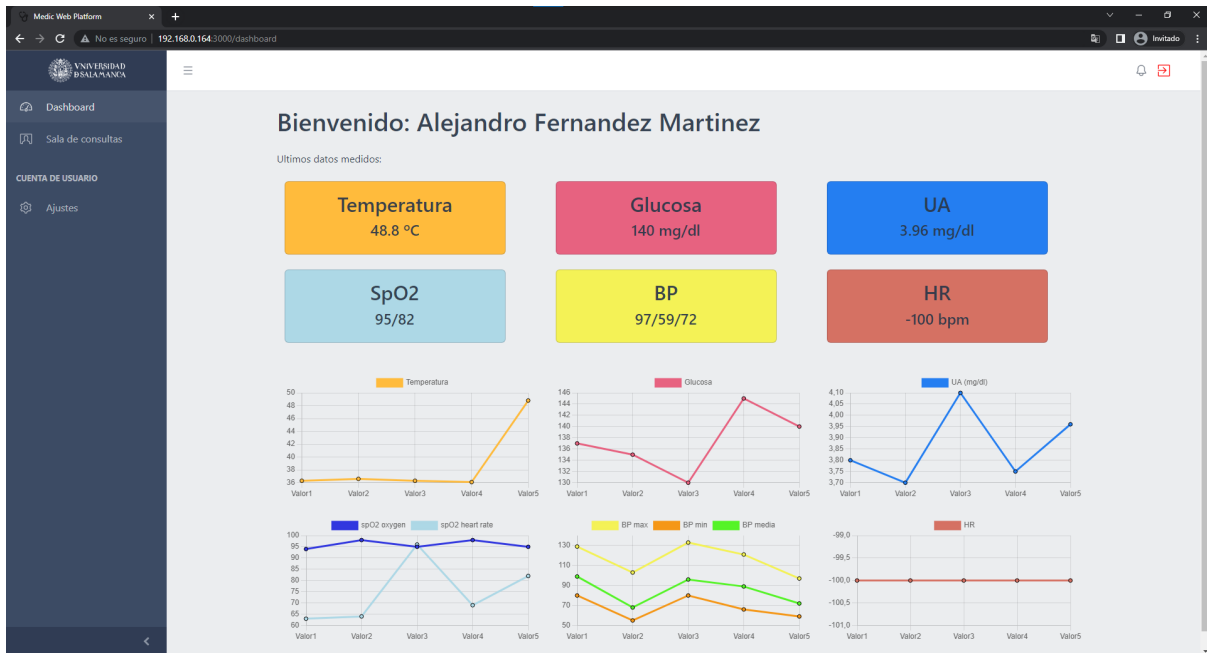 Medic Web Platform
No es seguro | 192.168.0.164:3000/dashboard
Invitado
VNiVERSiDAD
D SALAMANCA
Dashboard
Sala de consultas
CUENTA DE USUARIO
Ajustes
Bienvenido: Alejandro Fernandez Martinez
Ultimos datos medidos:
Temperatura
48.8 ºC
Glucosa
140 mg/dl
UA
3.96 mg/dl
SpO2
95/82
BP
97/59/72
HR
-100 bpm
Temperatura
50
48
46
44
42
40
38
36
Valor1 Valor2 Valor3 Valor4 Valor5
Glucosa
146
144
142
140
138
136
134
132
130
Valor1 Valor2 Valor3 Valor4 Valor5
UA (mg/dl)
4,10
4,05
4,00
3,95
3,90
3,85
3,80
3,75
3,70
Valor1 Valor2 Valor3 Valor4 Valor5
spO2 oxygen spO2 heart rate
100
95
90
85
80
75
70
65
60
Valor1 Valor2 Valor3 Valor4 Valor5
BP max BP min BP media
130
110
90
70
50
Valor1 Valor2 Valor3 Valor4 Valor5
HR
-99,0
-99,5
-100,0
-100,5
-101,0
Valor1 Valor2 Valor3 Valor4 Valor5